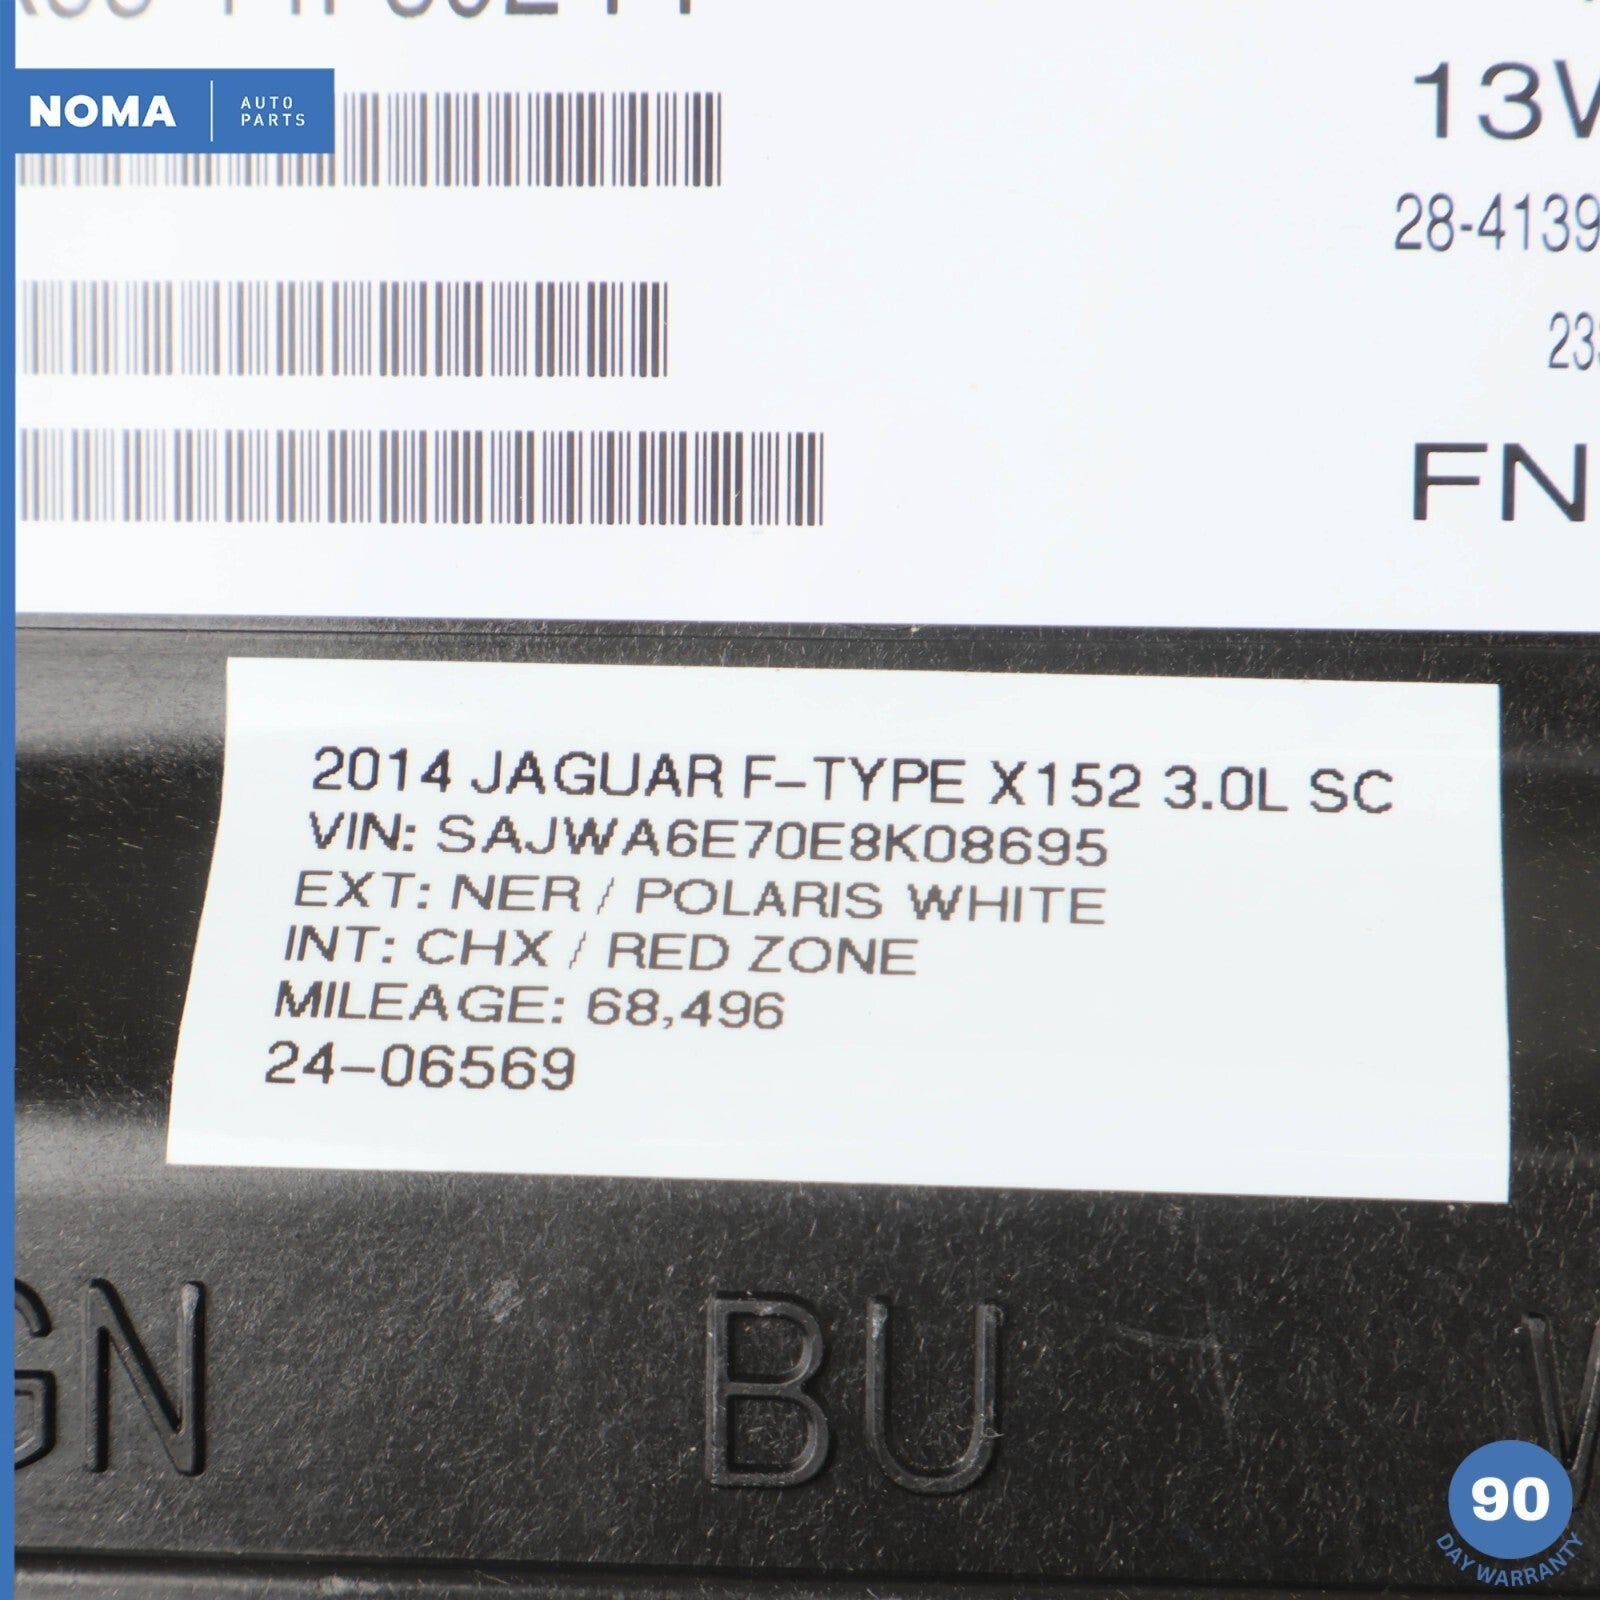 NOMA
AUTO
PARTS
28-4139
FN
2014 JAGUAR F-TYPE X152 3.0L SC
VIN: SAJWA6E70E8K08695
EXT: NER / POLARIS WHITE
INT: CHX / RED ZONE
MILEAGE: 68,496
24-06569
GN
BU
90
DAY WARRANTY